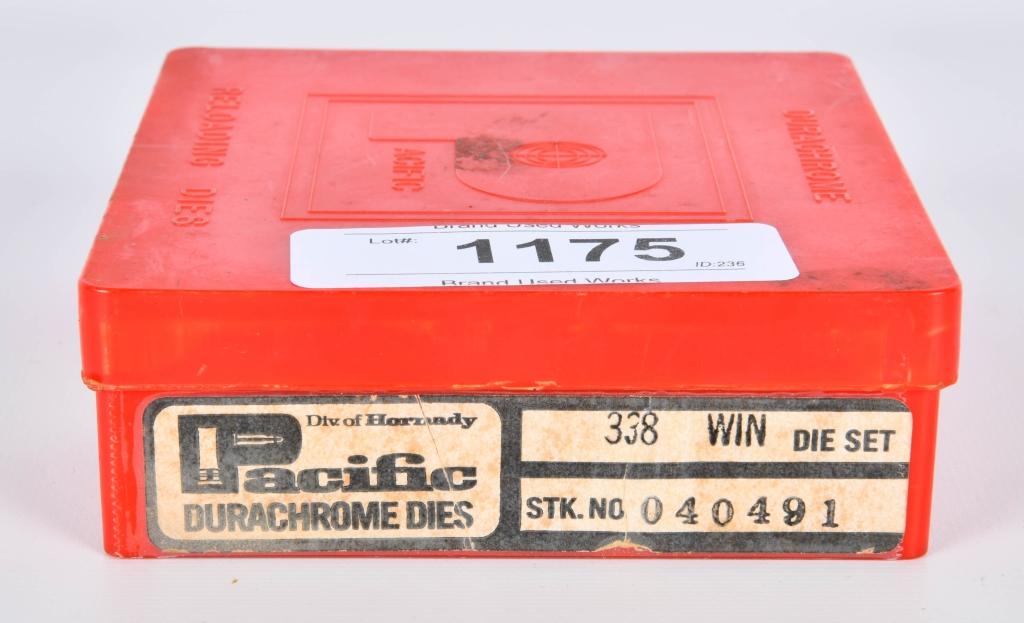 RELOADING DIES
DURACHROME
PACIFIC
Brand Used Works
Lot#: 1175 ID:236
Brand Used Works
Div of Hornady
Pacific
DURACHROME DIES
338 WIN DIE SET
STK. NO 040491